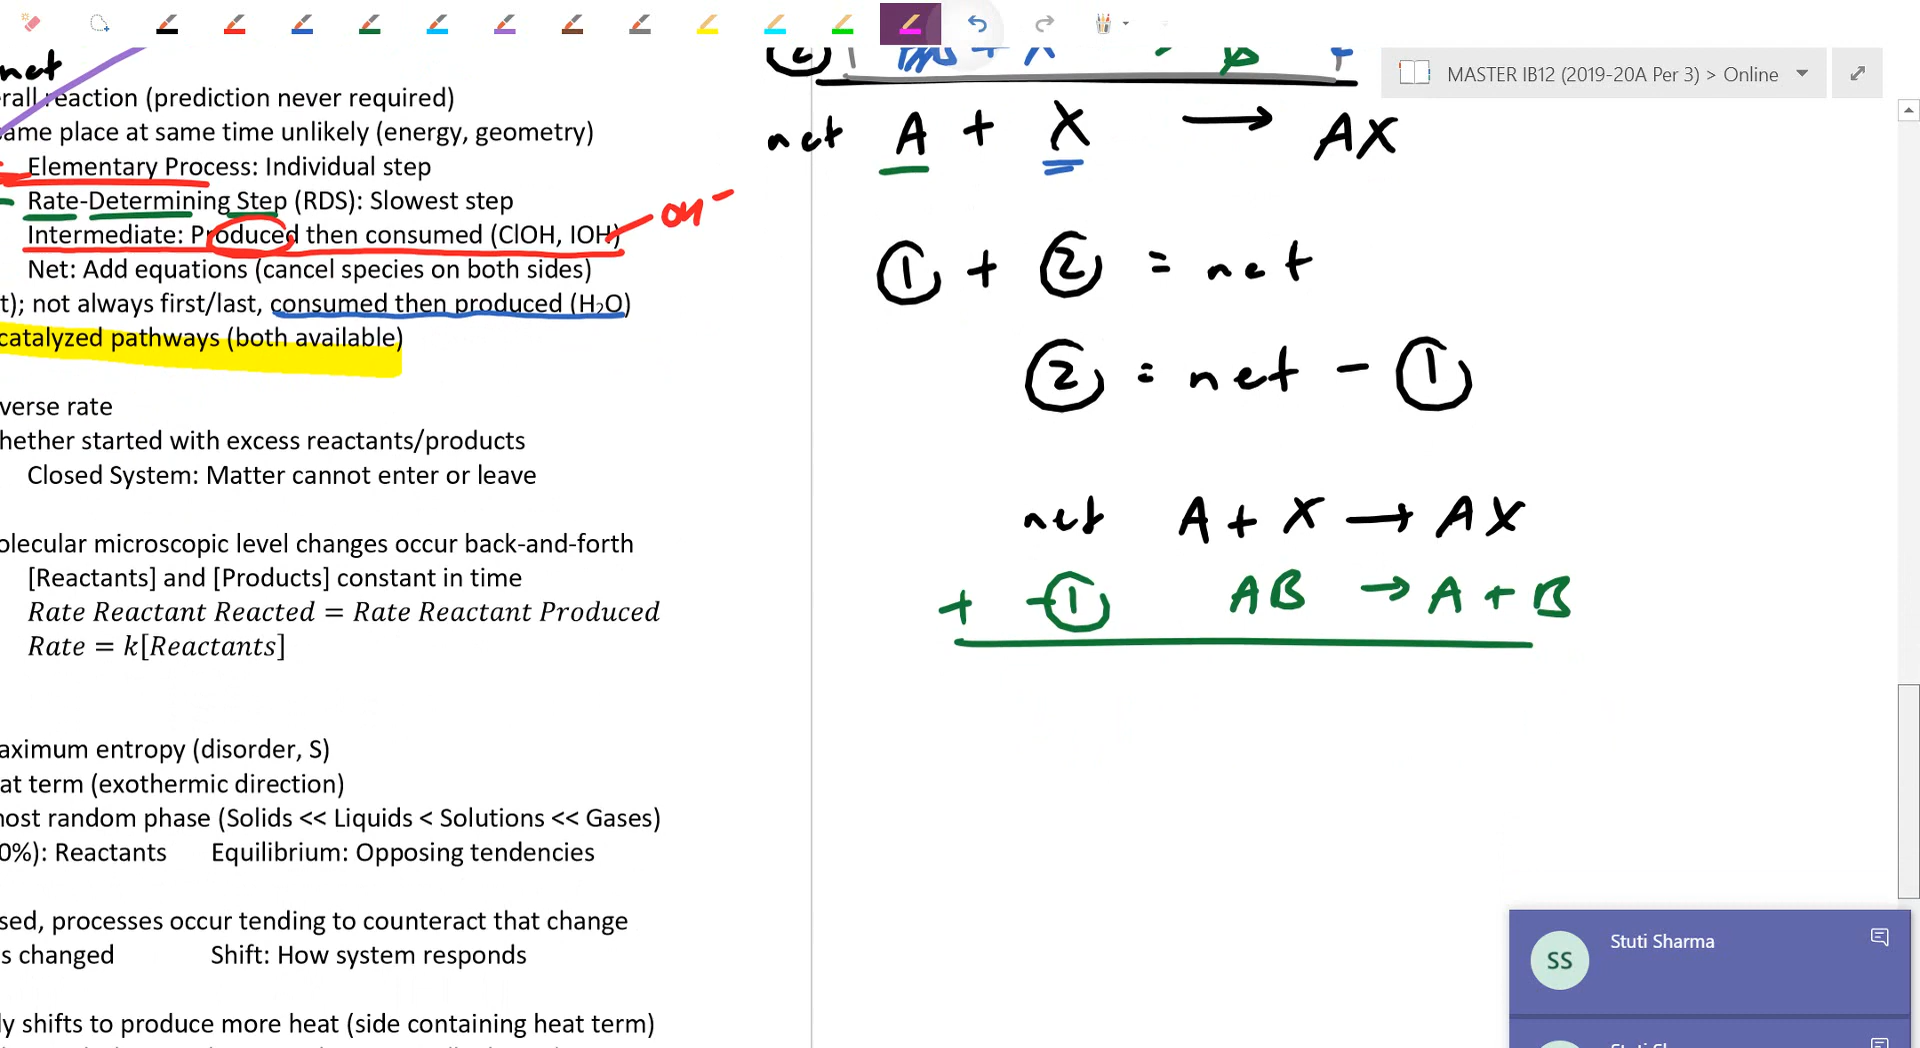 net
erall reaction (prediction never required)
ame place at same time unlikely (energy, geometry)
Elementary Process: Individual step
Rate-Determining Step (RDS): Slowest step
Intermediate: Produced then consumed (ClOH, IOH)
OH⁻
Net: Add equations (cancel species on both sides)
t); not always first/last, consumed then produced (H₂O)
catalyzed pathways (both available)
verse rate
hether started with excess reactants/products
Closed System: Matter cannot enter or leave
olecular microscopic level changes occur back-and-forth
[Reactants] and [Products] constant in time
Rate Reactant Reacted = Rate Reactant Produced
Rate = k[Reactants]
aximum entropy (disorder, S)
at term (exothermic direction)
nost random phase (Solids << Liquids < Solutions << Gases)
0%): Reactants Equilibrium: Opposing tendencies
sed, processes occur tending to counteract that change
s changed Shift: How system responds
ly shifts to produce more heat (side containing heat term)
MASTER IB12 (2019-20A Per 3) > Online
net A + X → AX
① + ② = net
② = net - ①
net A + X → AX
+ -① AB → A + B
SS Stuti Sharma